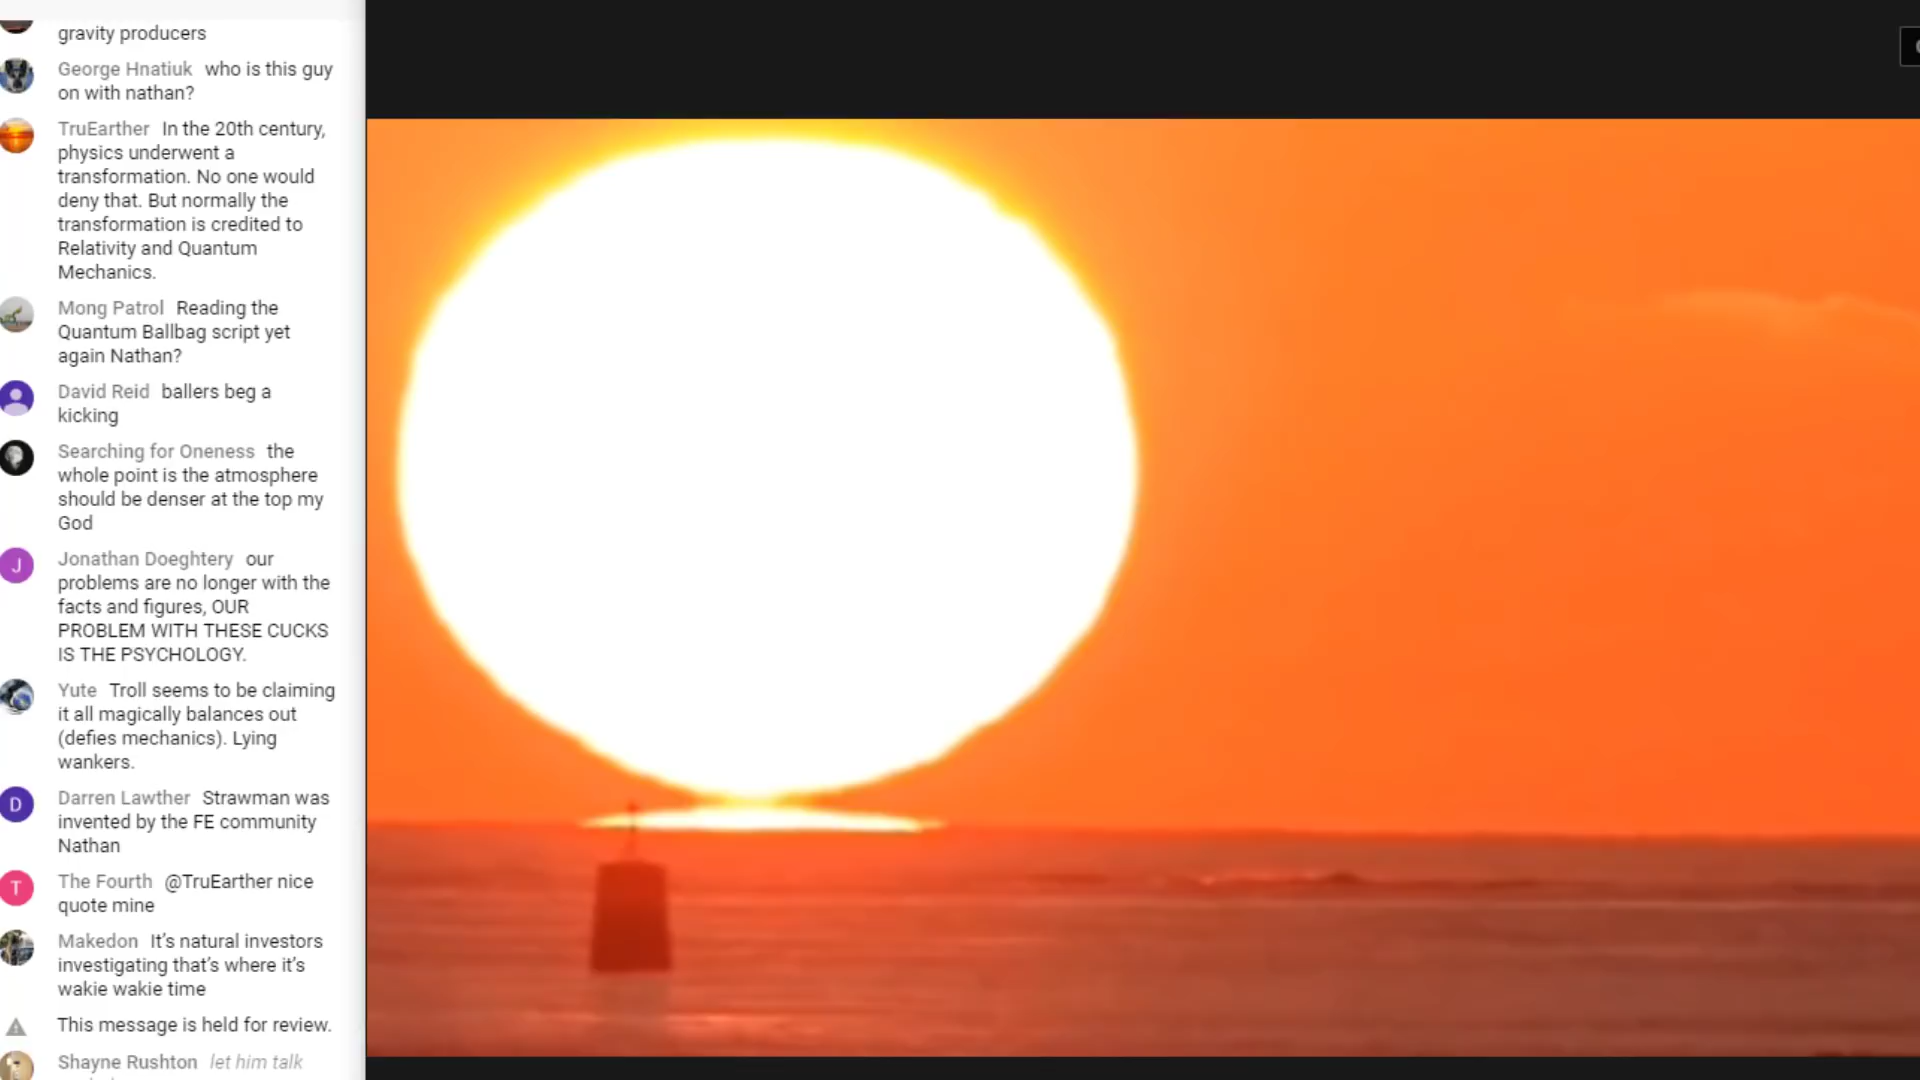 gravity producers
George Hnatiuk who is this guy
on with nathan?
TruEarther In the 20th century,
physics underwent a
transformation. No one would
deny that. But normally the
transformation is credited to
Relativity and Quantum
Mechanics.
Mong Patrol Reading the
Quantum Ballbag script yet
again Nathan?
David Reid ballers beg a
kicking
Searching for Oneness the
whole point is the atmosphere
should be denser at the top my
God
J
Jonathan Doeghtery our
problems are no longer with the
facts and figures, OUR
PROBLEM WITH THESE CUCKS
IS THE PSYCHOLOGY.
Yute Troll seems to be claiming
it all magically balances out
(defies mechanics). Lying
wankers.
D
Darren Lawther Strawman was
invented by the FE community
Nathan
T
The Fourth @TruEarther nice
quote mine
Makedon It's natural investors
investigating that's where it's
wakie wakie time
This message is held for review.
Shayne Rushton let him talk